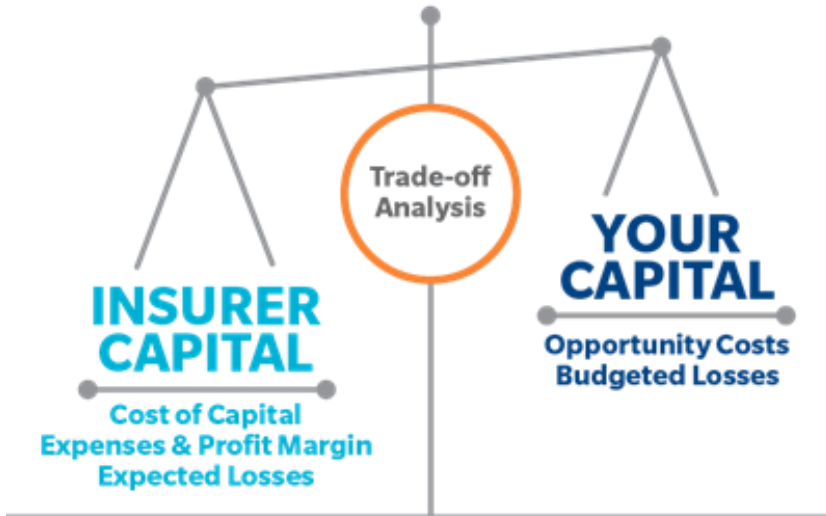 Trade-off
Analysis
YOUR
CAPITAL
Opportunity Costs
Budgeted Losses
INSURER
CAPITAL
Cost of Capital
Expenses & Profit Margin
Expected Losses